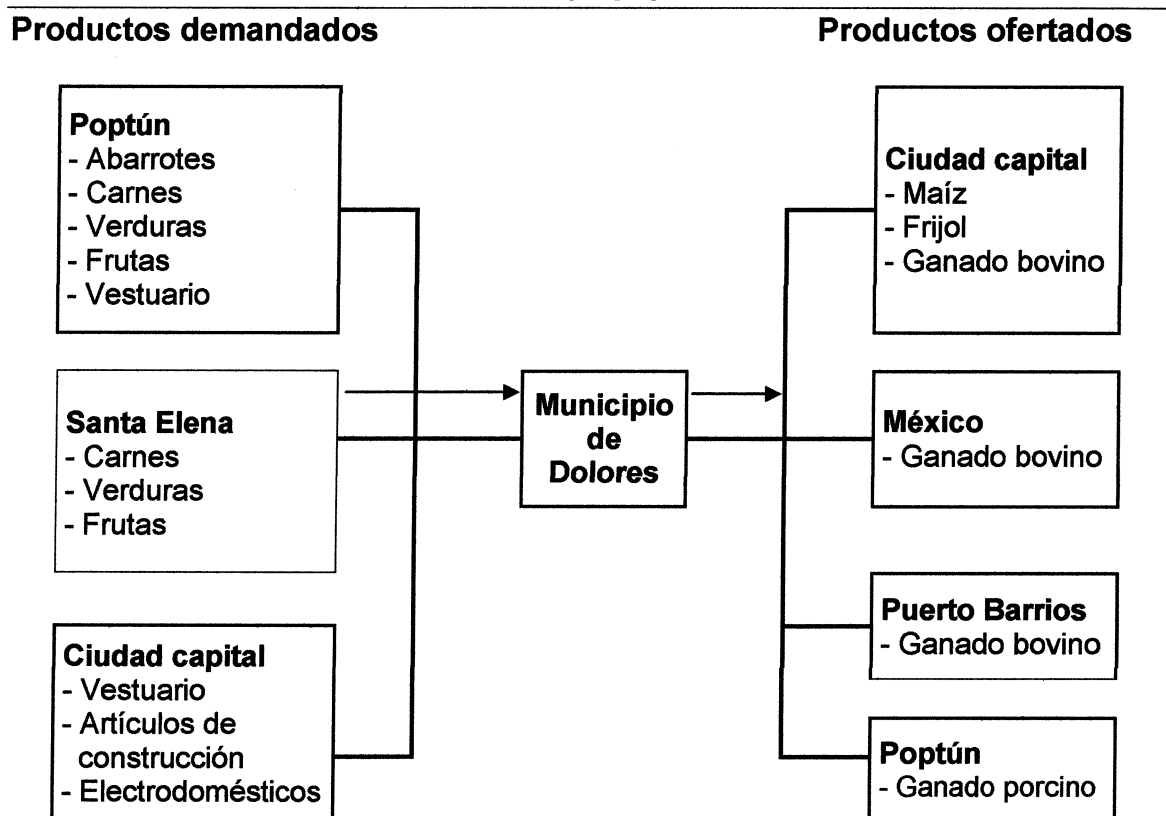 Productos demandados
Productos ofertados
Poptún
- Abarrotes
- Carnes
- Verduras
- Frutas
- Vestuario
Santa Elena
- Carnes
- Verduras
- Frutas
Ciudad capital
- Vestuario
- Artículos de
construcción
- Electrodomésticos
Municipio
de
Dolores
Ciudad capital
- Maíz
- Frijol
- Ganado bovino
México
- Ganado bovino
Puerto Barrios
- Ganado bovino
Poptún
- Ganado porcino